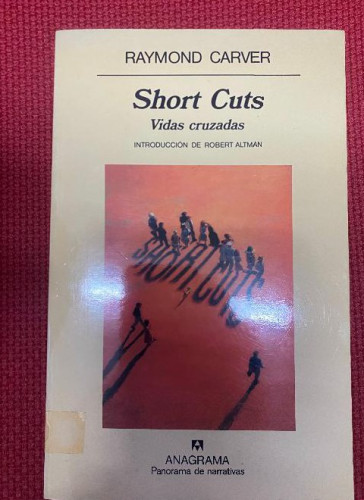 RAYMOND CARVER
Short Cuts
Vidas cruzadas
INTRODUCCIÓN DE ROBERT ALTMAN
SHORT CUTS
ANAGRAMA
Panorama de narrativas